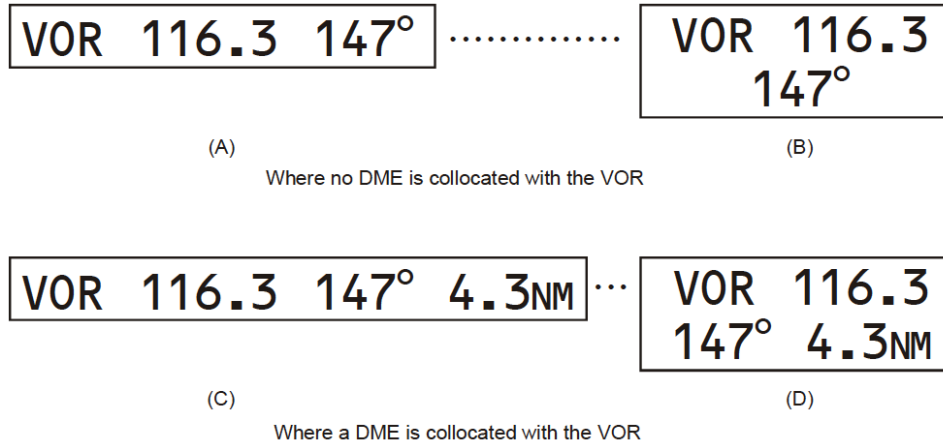 VOR 116.3 147° .............. VOR 116.3
147°
(A) (B)
Where no DME is collocated with the VOR
VOR 116.3 147° 4.3NM ... VOR 116.3
147° 4.3NM
(C) (D)
Where a DME is collocated with the VOR